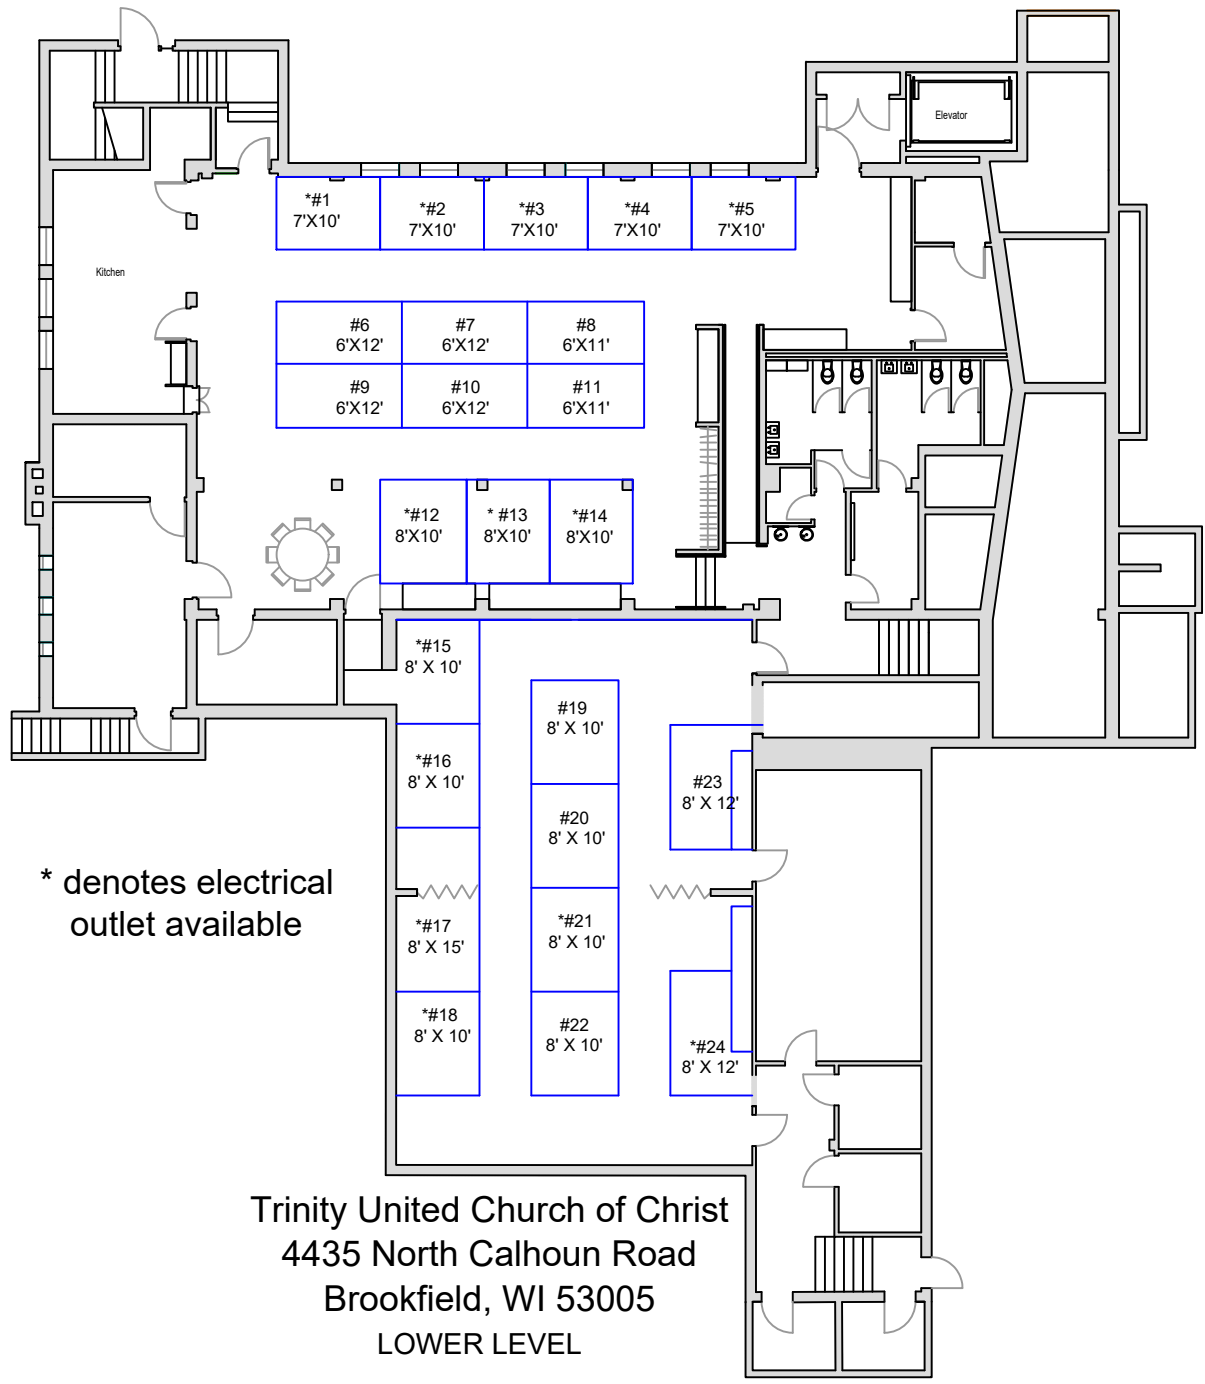 Elevator
*#1
7'X10'
*#2
7'X10'
*#3
7'X10'
*#4
7'X10'
*#5
7'X10'
Kitchen
#6
6'X12'
#7
6'X12'
#8
6'X11'
#9
6'X12'
#10
6'X12'
#11
6'X11'
*#12
8'X10'
* #13
8'X10'
*#14
8'X10'
*#15
8' X 10'
*#16
8' X 10'
*#17
8' X 15'
*#18
8' X 10'
#19
8' X 10'
#20
8' X 10'
*#21
8' X 10'
#22
8' X 10'
#23
8' X 12'
*#24
8' X 12'
* denotes electrical
outlet available
Trinity United Church of Christ
4435 North Calhoun Road
Brookfield, WI 53005
LOWER LEVEL